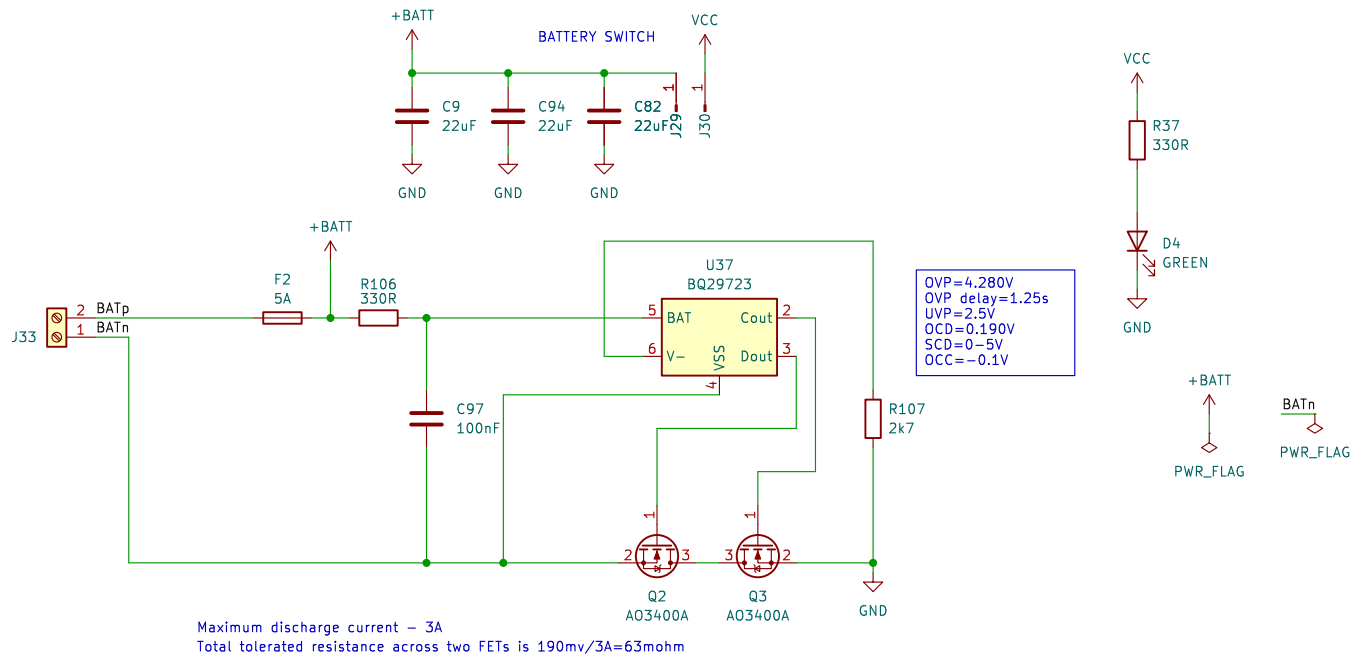 +BATT
BATTERY SWITCH
VCC
C9
22uF
C94
22uF
C82
22uF
1
J29
1
J30
GND
GND
GND
VCC
R37
330R
D4
GREEN
GND
+BATT
F2
5A
R106
330R
J33
2
BATp
1
BATn
U37
BQ29723
5
BAT
Cout
2
6
V-
Dout
3
VSS
4
OVP=4.280V
OVP delay=1.25s
UVP=2.5V
OCD=0.190V
SCD=0-5V
OCC=-0.1V
C97
100nF
R107
2k7
+BATT
PWR_FLAG
BATn
PWR_FLAG
1
2
3
Q2
AO3400A
1
3
2
Q3
AO3400A
GND
Maximum discharge current - 3A
Total tolerated resistance across two FETs is 190mv/3A=63mohm